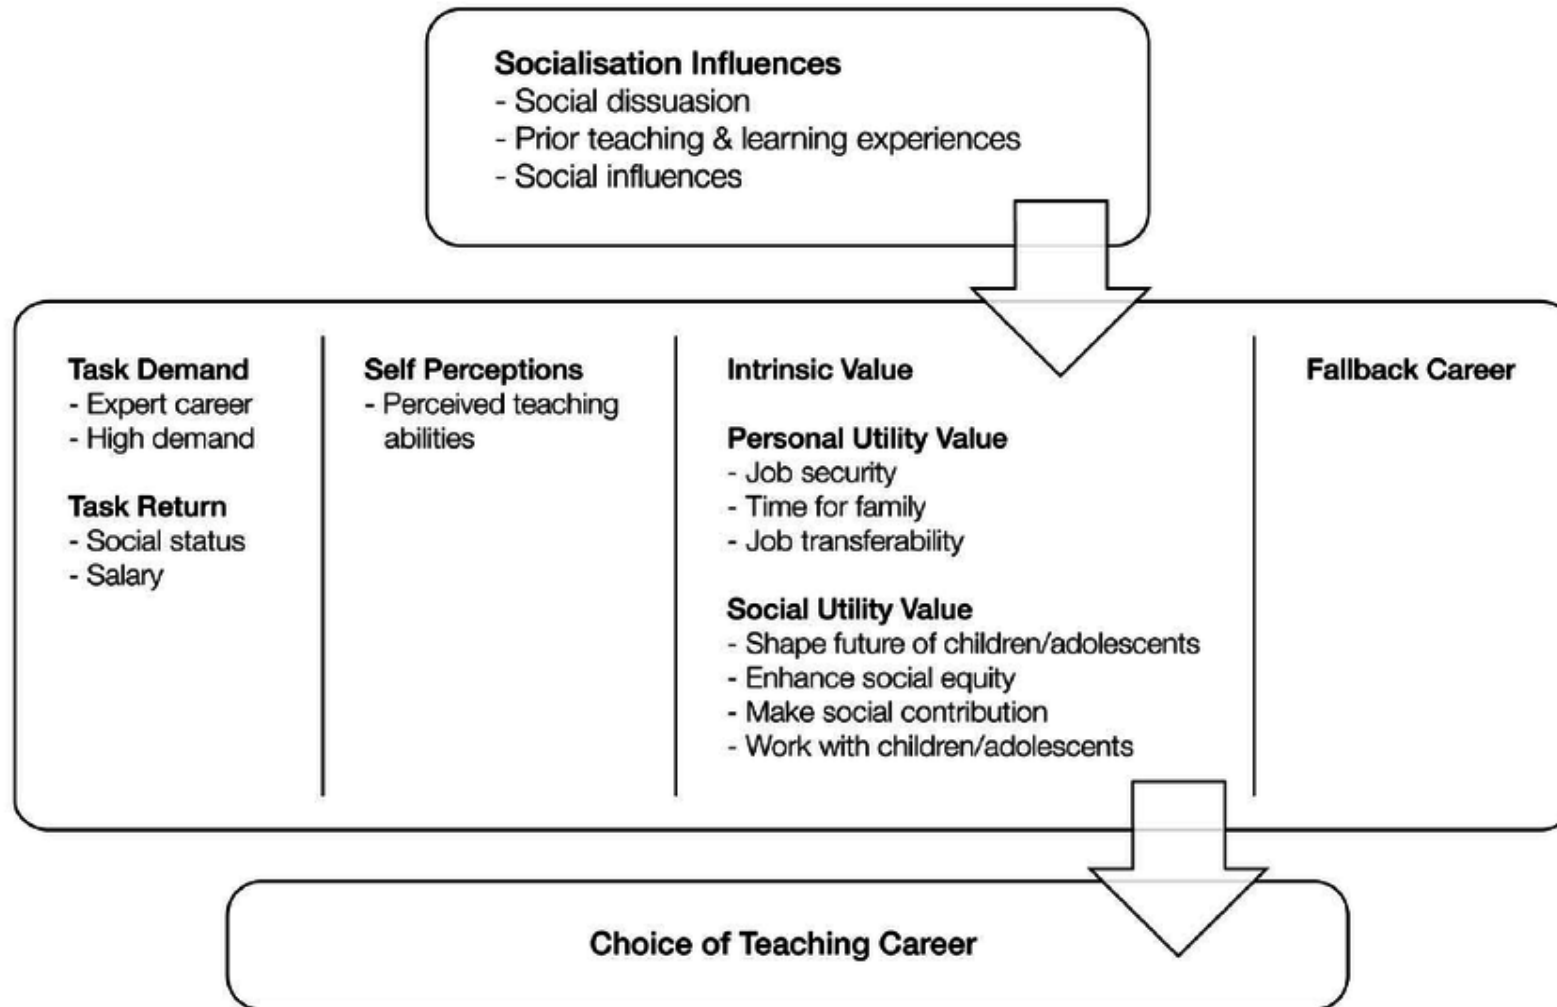 Socialisation Influences
- Social dissuasion
- Prior teaching & learning experiences
- Social influences
Task Demand
- Expert career
- High demand
Task Return
- Social status
- Salary
Self Perceptions
- Perceived teaching
abilities
Intrinsic Value
Personal Utility Value
- Job security
- Time for family
- Job transferability
Social Utility Value
- Shape future of children/adolescents
- Enhance social equity
- Make social contribution
- Work with children/adolescents
Fallback Career
Choice of Teaching Career